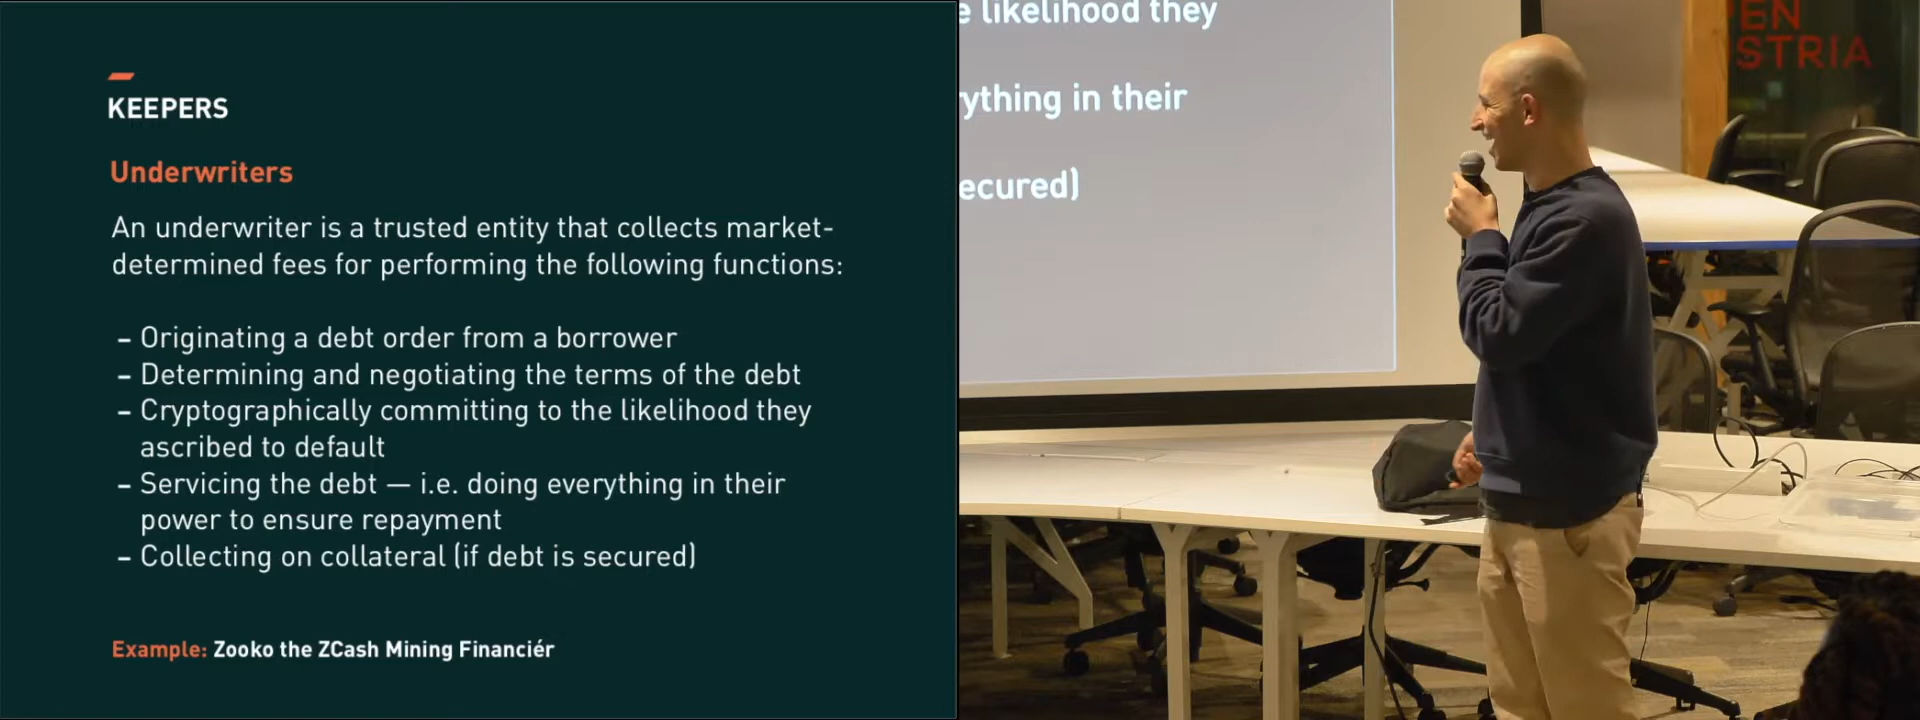 KEEPERS
Underwriters
An underwriter is a trusted entity that collects market-
determined fees for performing the following functions:
– Originating a debt order from a borrower
– Determining and negotiating the terms of the debt
– Cryptographically committing to the likelihood they
ascribed to default
– Servicing the debt — i.e. doing everything in their
power to ensure repayment
– Collecting on collateral (if debt is secured)
Example: Zooko the ZCash Mining Financiér
e likelihood they
rything in their
ecured)
PEN
STRIA